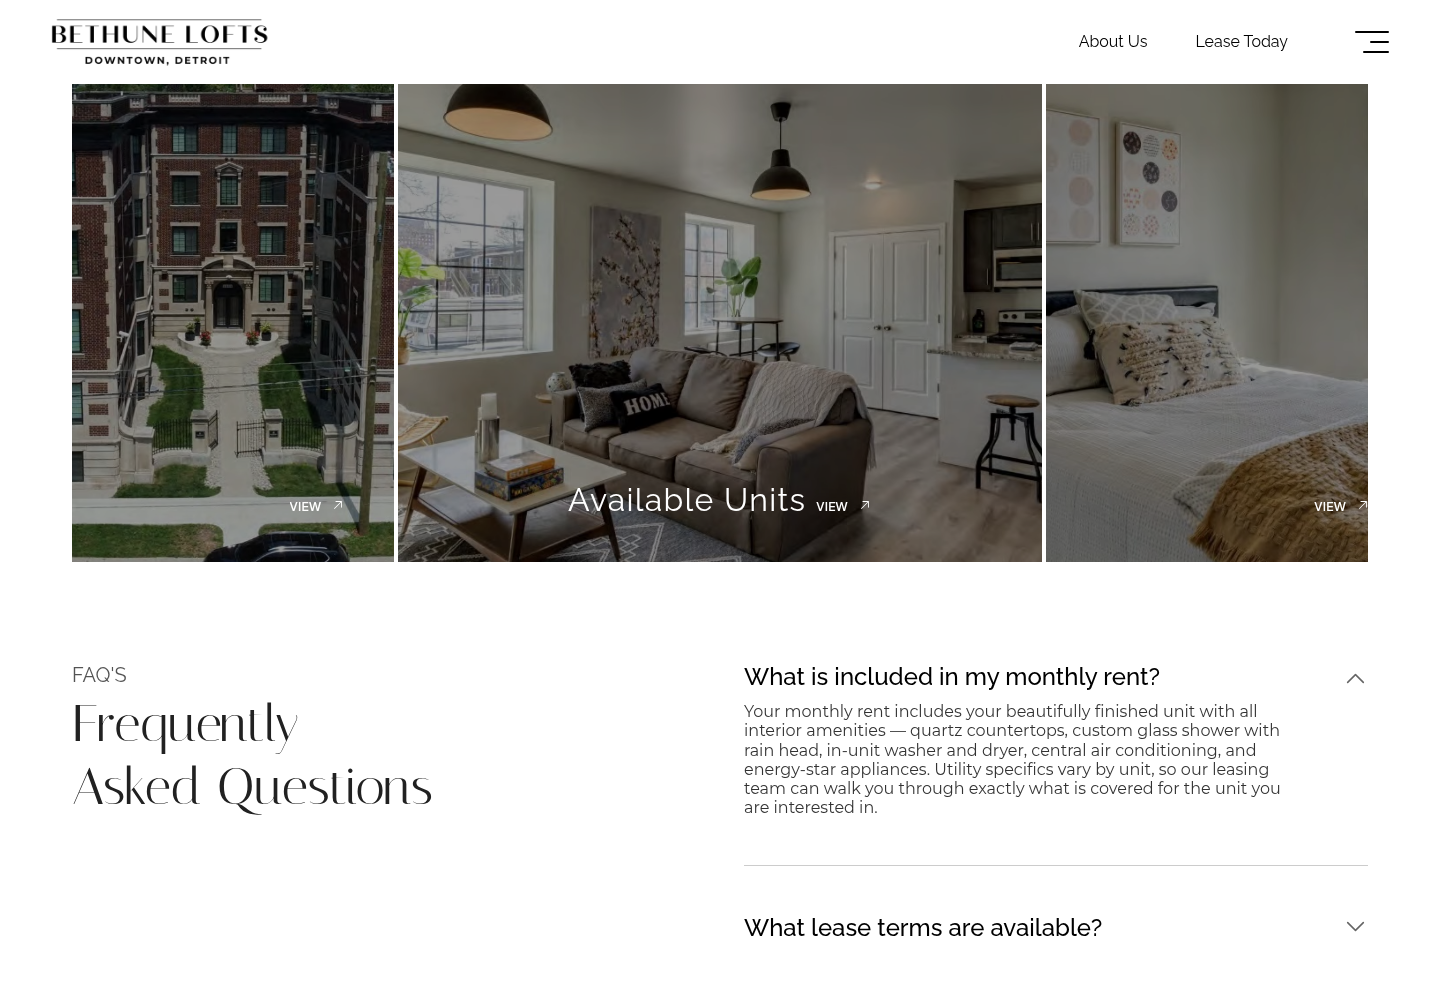 BETHUNE LOFTS
DOWNTOWN, DETROIT
About Us
Lease Today
HOME
VIEW
Available Units VIEW
VIEW
FAQ'S
Frequently
Asked Questions
What is included in my monthly rent?
Your monthly rent includes your beautifully finished unit with all
interior amenities — quartz countertops, custom glass shower with
rain head, in-unit washer and dryer, central air conditioning, and
energy-star appliances. Utility specifics vary by unit, so our leasing
team can walk you through exactly what is covered for the unit you
are interested in.
What lease terms are available?